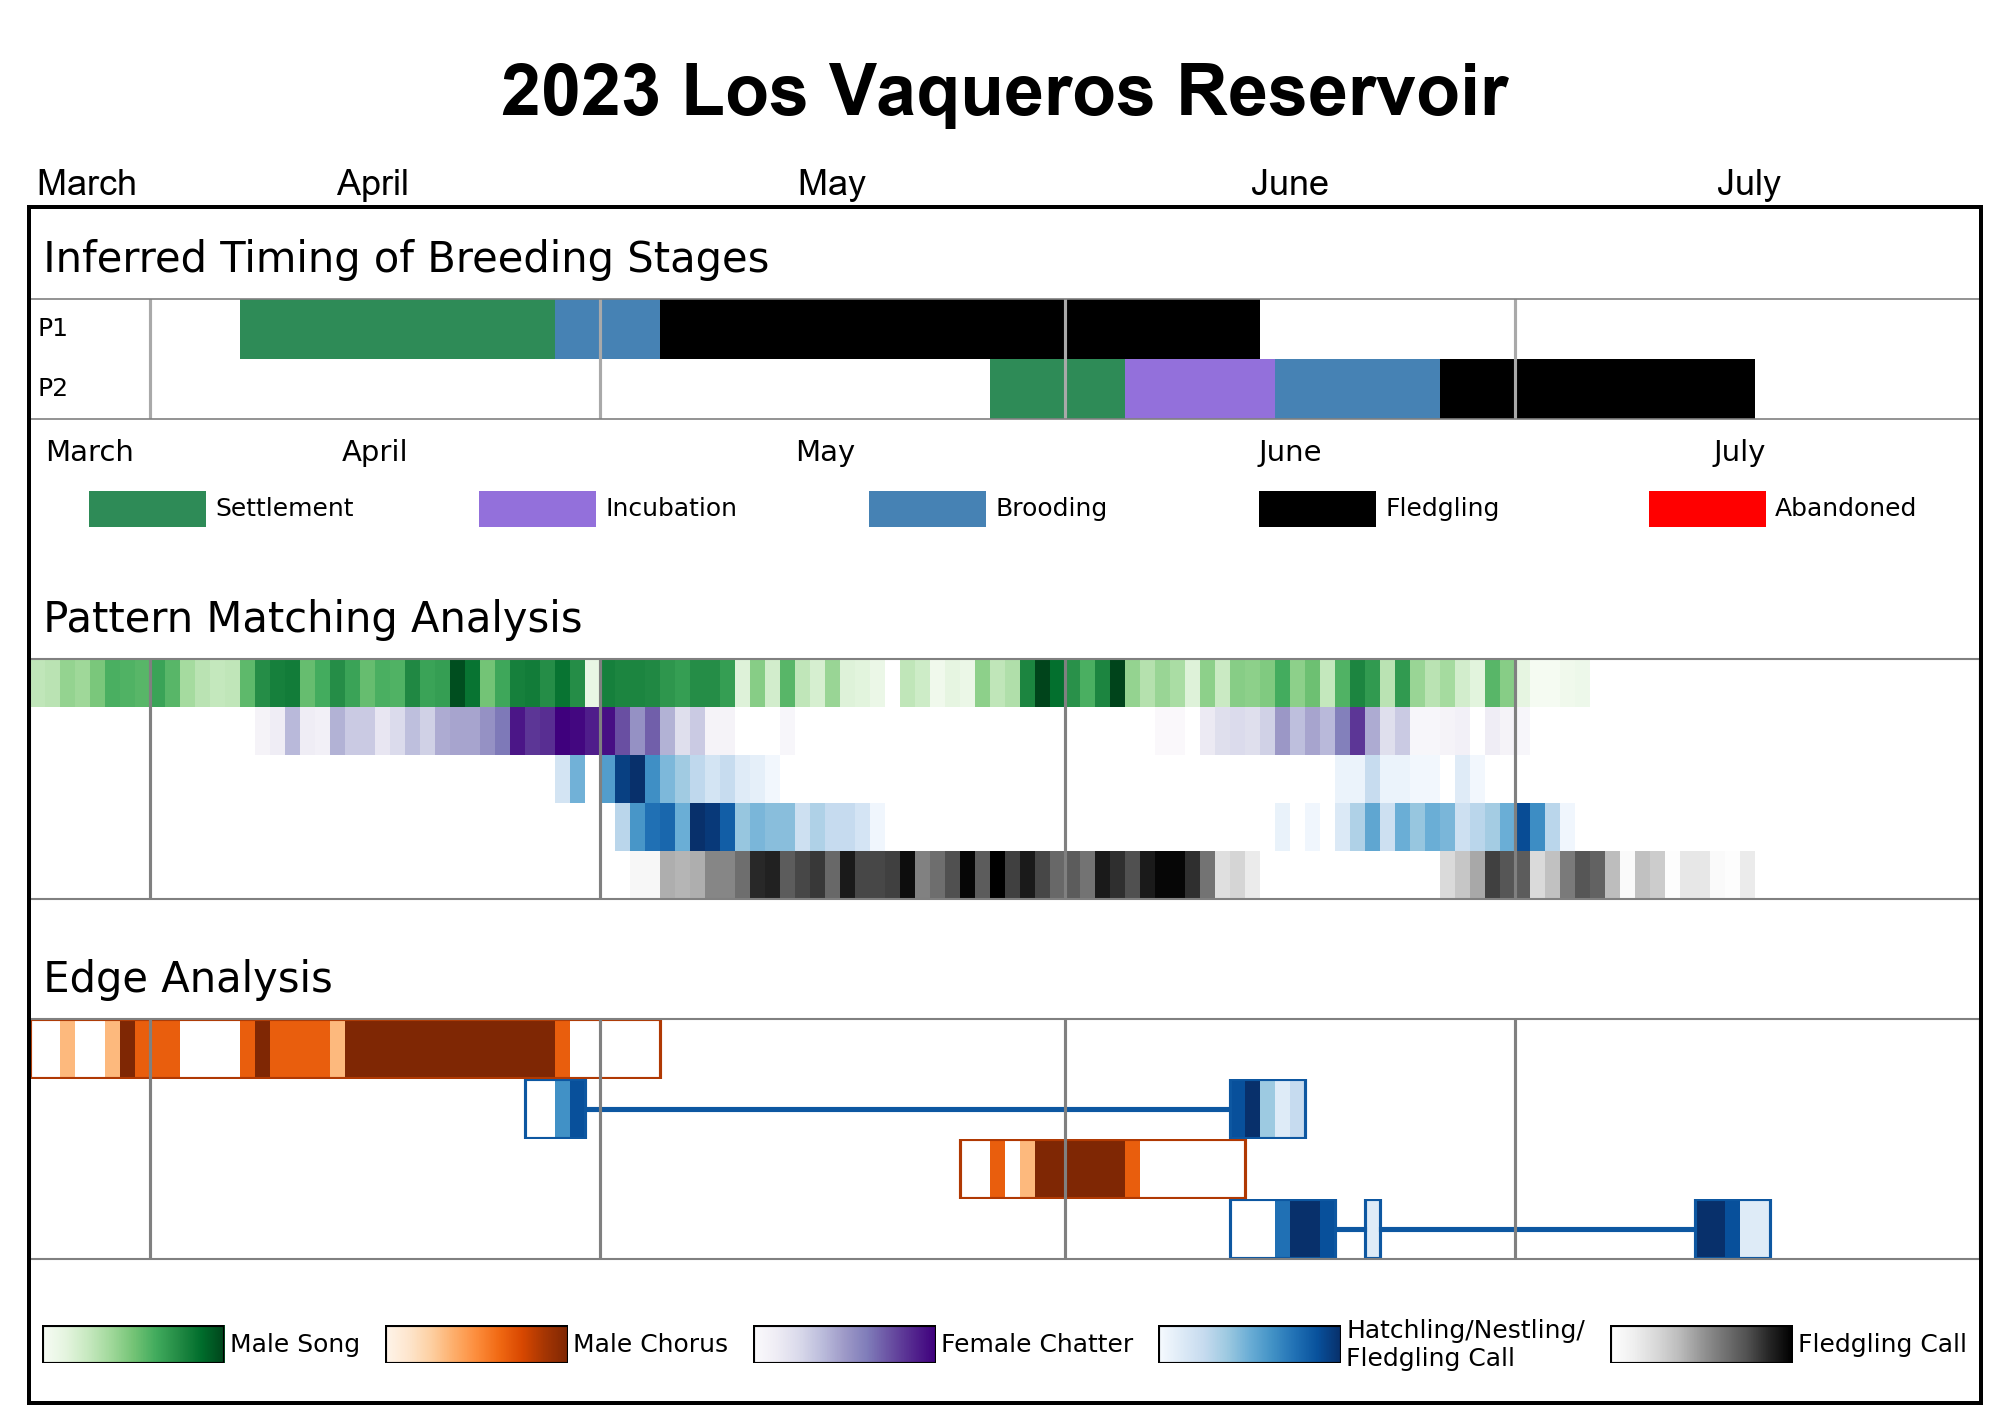 2023 Los Vaqueros Reservoir
March April May June July
Inferred Timing of Breeding Stages
P1
P2
March April May June July
Settlement Incubation Brooding Fledgling Abandoned
Pattern Matching Analysis
Edge Analysis
Male Song Male Chorus Female Chatter Hatchling/Nestling/
Fledgling Call Fledgling Call